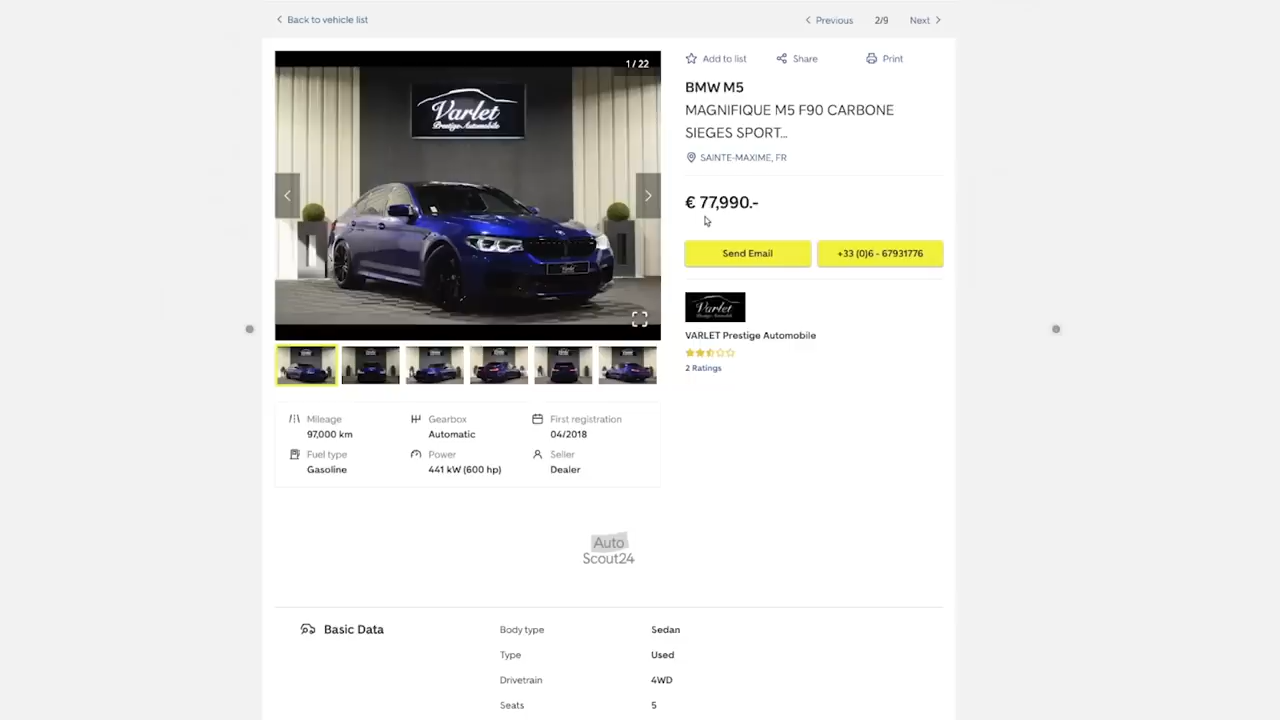 Back to vehicle list
Previous
2/9
Next
1 / 22
Varlet
Prestige Automobile
Varlet
Add to list
Share
Print
BMW M5
MAGNIFIQUE M5 F90 CARBONE
SIEGES SPORT...
SAINTE-MAXIME, FR
€ 77,990.-
Send Email
+33 (0)6 - 67931776
Varlet
VARLET Prestige Automobile
2 Ratings
Mileage
97,000 km
Gearbox
Automatic
First registration
04/2018
Fuel type
Gasoline
Power
441 kW (600 hp)
Seller
Dealer
Auto
Scout24
Basic Data
Body type
Sedan
Type
Used
Drivetrain
4WD
Seats
5